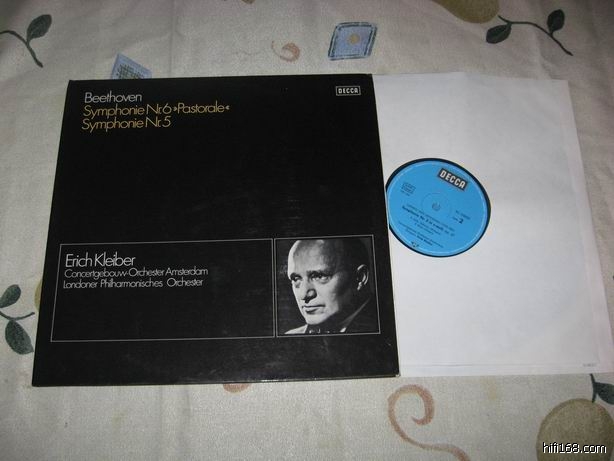 Beethoven
Symphonie Nr.6 »Pastorale«
Symphonie Nr.5
DECCA
Erich Kleiber
Concertgebouw-Orchester Amsterdam
Londoner Philharmonisches Orchester
DECCA
hifi168.com